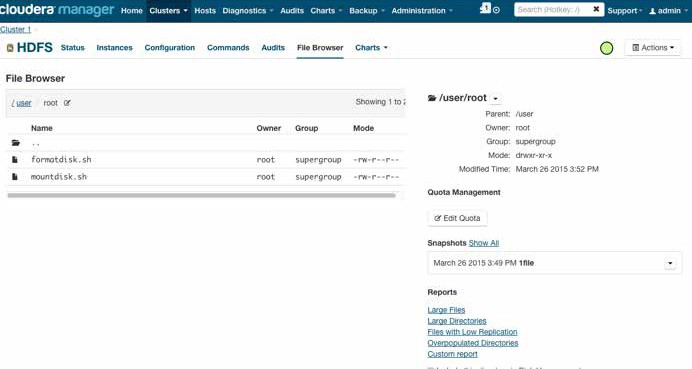 cloudera manager Home Clusters Hosts Diagnostics Audits Charts Backup Administration 1 Search (Hotkey: /) Support admin
Cluster 1
HDFS Status Instances Configuration Commands Audits File Browser Charts Actions
File Browser
/ user / root Showing 1 to 2
Name Owner Group Mode
..
formatdisk.sh root supergroup -rw-r--r--
mountdisk.sh root supergroup -rw-r--r--
/user/root
Parent: /user
Owner: root
Group: supergroup
Mode: drwxr-xr-x
Modified Time: March 26 2015 3:52 PM
Quota Management
Edit Quota
Snapshots Show All
March 26 2015 3:49 PM 1file
Reports
Large Files
Large Directories
Files with Low Replication
Overpopulated Directories
Custom report